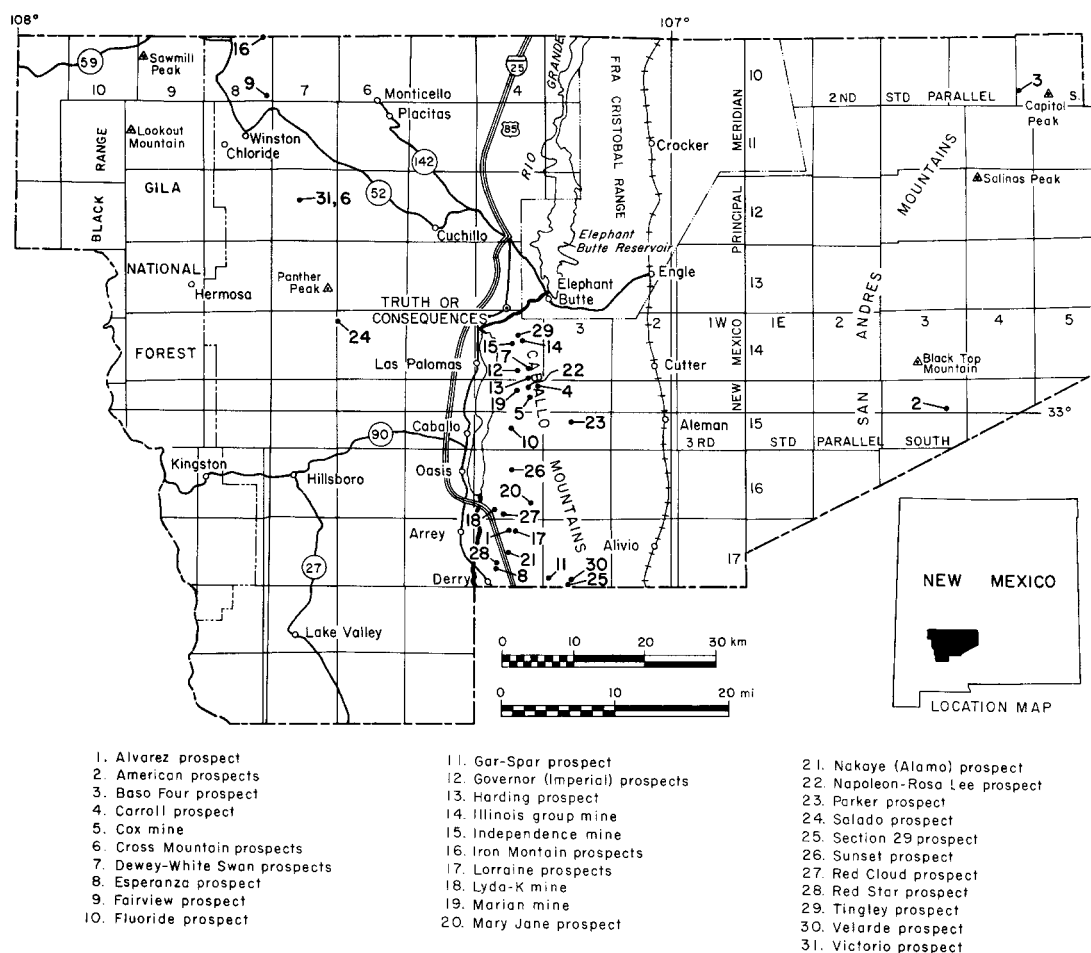 108°
107°
16
59
Sawmill
Peak
25
GRANDE
FRA CRISTOBAL RANGE
10
3
9
10
9
8
7
6
4
Monticello
Placitas
85
MERIDIAN
2ND STD PARALLEL S.
Capitol
Peak
Lookout
Mountain
Winston
Chloride
142
RIO
Crocker
11
BLACK RANGE
GILA
52
31,6
MOUNTAINS
Salinas Peak
12
Cuchillo
PRINCIPAL
Elephant
Butte Reservoir
NATIONAL
Hermosa
Panther
Peak
Elephant
Butte
Engle
13
TRUTH OR
CONSEQUENCES
ANDRES
24
29
3
2
1W
1E
2
3
4
5
FOREST
15
14
MEXICO
14
Las Palomas
7
12
22
CABALLO
Cutter
Black Top
Mountain
13
19
4
5
NEW
SAN
2
33°
Caballo
10
23
Aleman
15
90
3RD STD PARALLEL SOUTH
Kingston
Hillsboro
Oasis
26
MOUNTAINS
16
20
18
27
Arrey
1
17
Alivio
17
28
21
27
8
11
30
25
Derry
NEW MEXICO
Lake Valley
0 10 20 30 km
0 10 20 mi
LOCATION MAP
1. Alvarez prospect
2. American prospects
3. Baso Four prospect
4. Carroll prospect
5. Cox mine
6. Cross Mountain prospects
7. Dewey-White Swan prospects
8. Esperanza prospect
9. Fairview prospect
10. Fluoride prospect
11. Gar-Spar prospect
12. Governor (Imperial) prospects
13. Harding prospect
14. Illinois group mine
15. Independence mine
16. Iron Montain prospects
17. Lorraine prospects
18. Lyda-K mine
19. Marian mine
20. Mary Jane prospect
21. Nakaye (Alamo) prospect
22. Napoleon-Rosa Lee prospect
23. Parker prospect
24. Salado prospect
25. Section 29 prospect
26. Sunset prospect
27. Red Cloud prospect
28. Red Star prospect
29. Tingley prospect
30. Velarde prospect
31. Victorio prospect